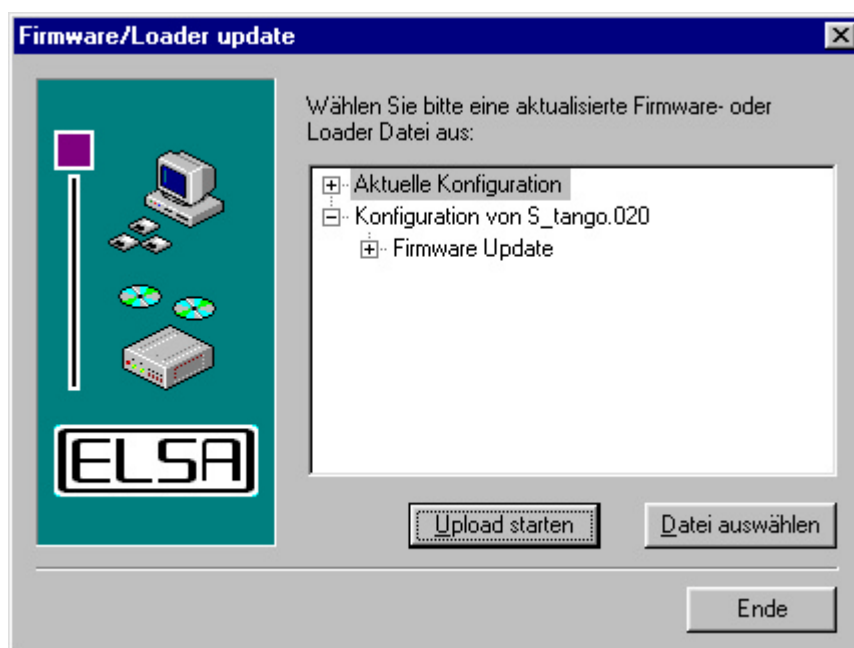 Firmware/Loader update
Wählen Sie bitte eine aktualisierte Firmware- oder
Loader Datei aus:
Aktuelle Konfiguration
Konfiguration von S_tango.020
Firmware Update
ELSA
Upload starten
Datei auswählen
Ende